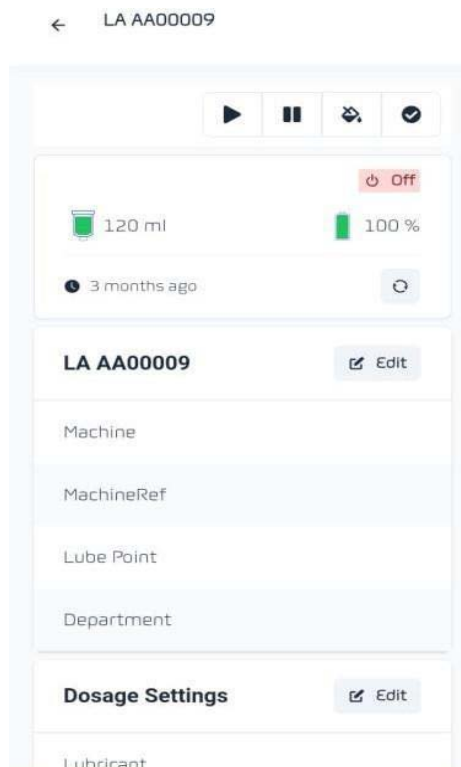 LA AA00009
Off
120 ml 100 %
3 months ago
LA AA00009 Edit
Machine
MachineRef
Lube Point
Department
Dosage Settings Edit
Lubricant